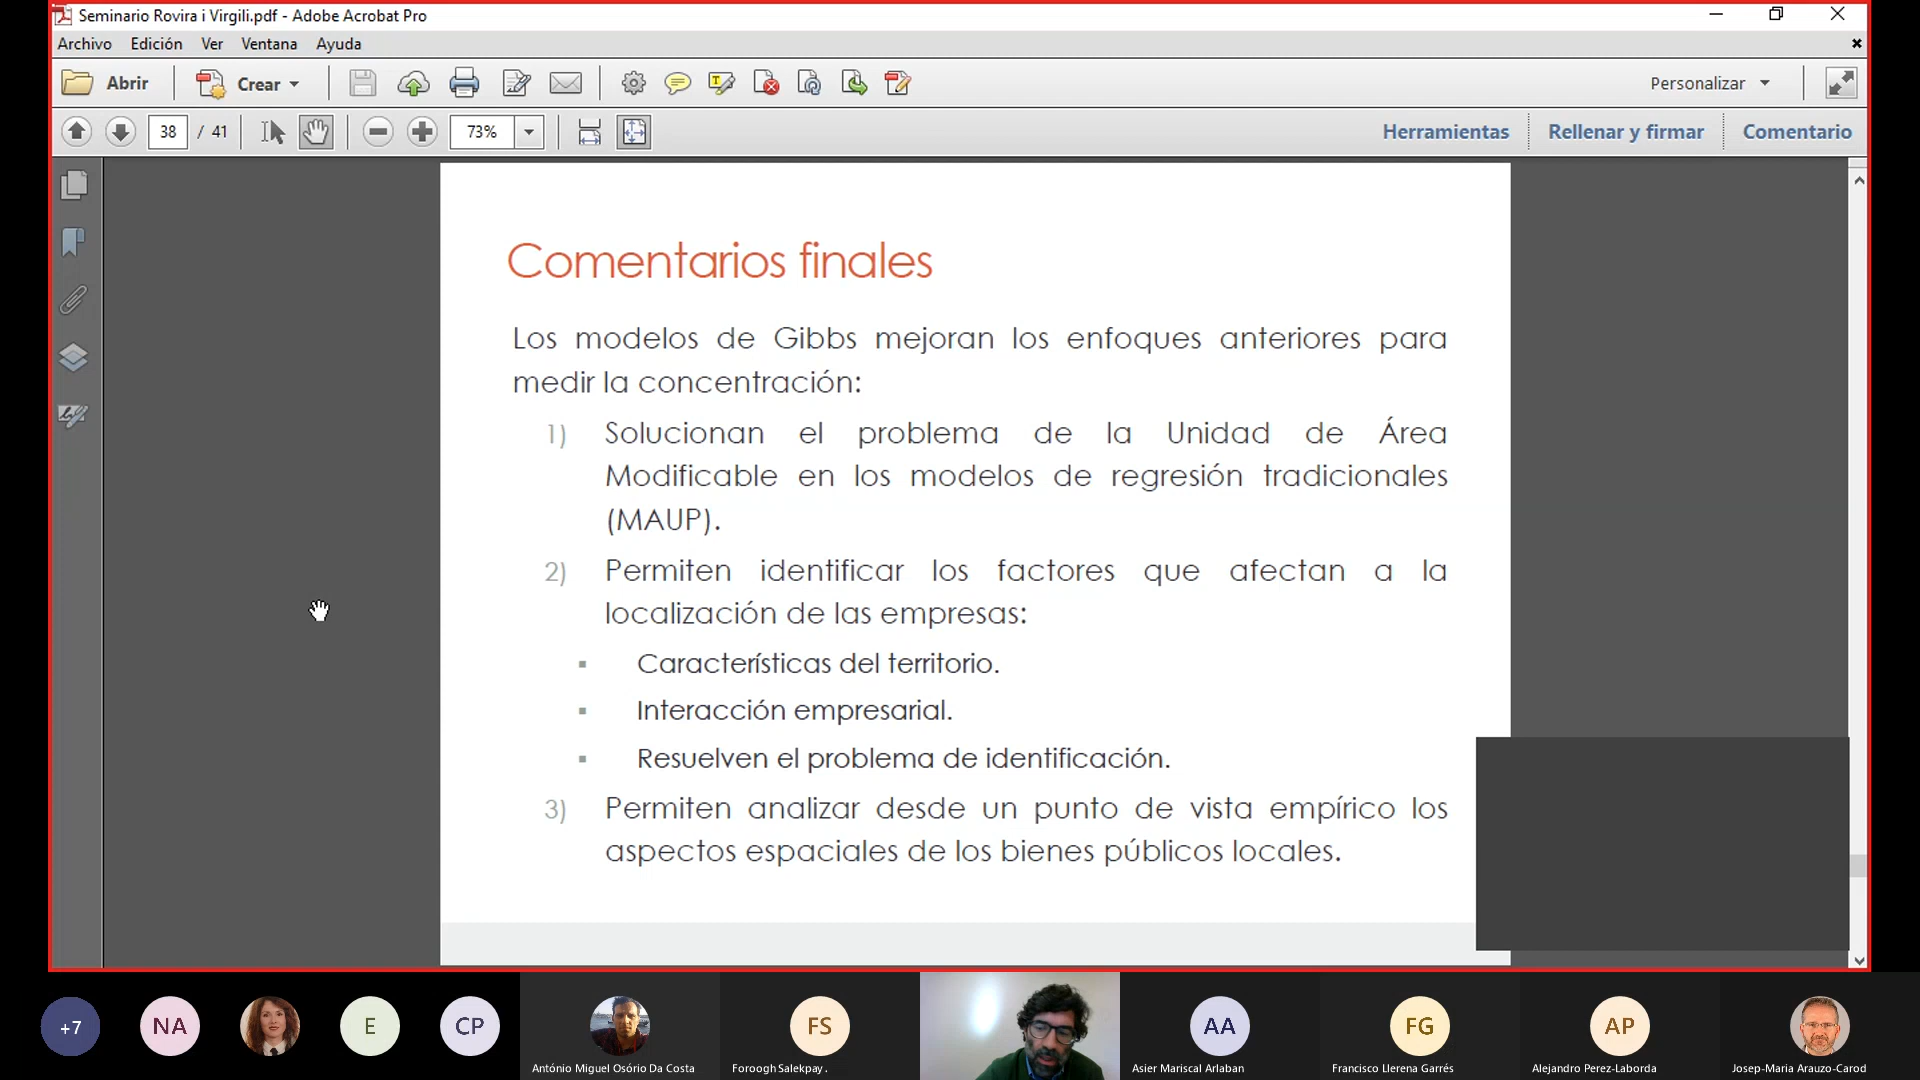 Seminario Rovira i Virgili.pdf - Adobe Acrobat Pro
Archivo Edición Ver Ventana Ayuda
Abrir Crear Personalizar
38 / 41 73% Herramientas Rellenar y firmar Comentario
Comentarios finales
Los modelos de Gibbs mejoran los enfoques anteriores para
medir la concentración:
1) Solucionan el problema de la Unidad de Área
Modificable en los modelos de regresión tradicionales
(MAUP).
2) Permiten identificar los factores que afectan a la
localización de las empresas:
▪ Características del territorio.
▪ Interacción empresarial.
▪ Resuelven el problema de identificación.
3) Permiten analizar desde un punto de vista empírico los
aspectos espaciales de los bienes públicos locales.
+7 NA E CP FS AA FG AP
António Miguel Osório Da Costa Foroogh Salekpay. Asier Mariscal Arlaban Francisco Llerena Garrés Alejandro Perez-Laborda Josep-Maria Arauzo-Carod